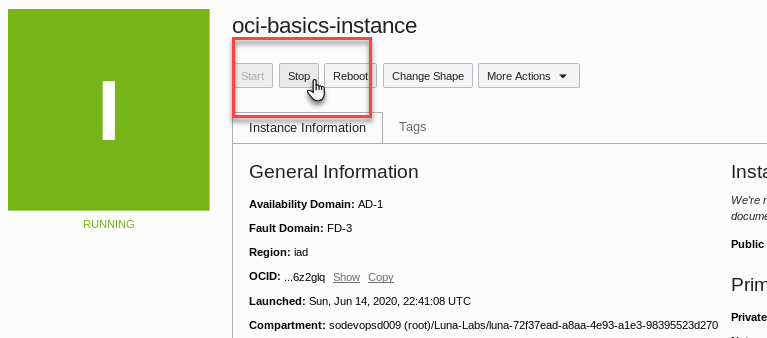 oci-basics-instance
Start Stop Reboot Change Shape More Actions
Instance Information Tags
I
RUNNING
General Information
Availability Domain: AD-1
Fault Domain: FD-3
Region: iad
OCID: ...6z2glq Show Copy
Launched: Sun, Jun 14, 2020, 22:41:08 UTC
Compartment: sodevopsd009 (root)/Luna-Labs/luna-72f37ead-a8aa-4e93-a1e3-98395523d270
Insta
We're r
docume
Public
Prim
Private